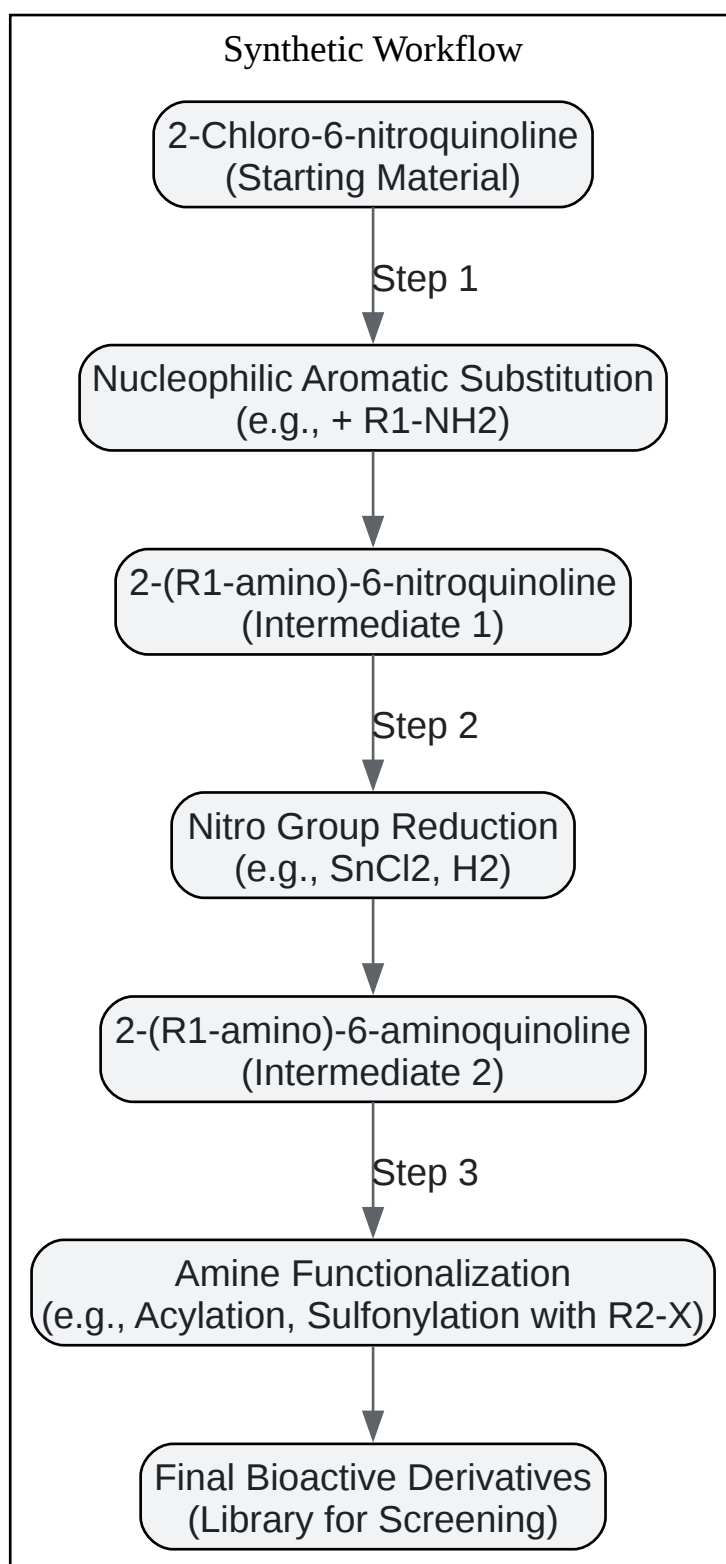 Synthetic Workflow
2-Chloro-6-nitroquinoline
(Starting Material)
Step 1
Nucleophilic Aromatic Substitution
(e.g., + R1-NH2)
2-(R1-amino)-6-nitroquinoline
(Intermediate 1)
Step 2
Nitro Group Reduction
(e.g., SnCl2, H2)
2-(R1-amino)-6-aminoquinoline
(Intermediate 2)
Step 3
Amine Functionalization
(e.g., Acylation, Sulfonylation with R2-X)
Final Bioactive Derivatives
(Library for Screening)